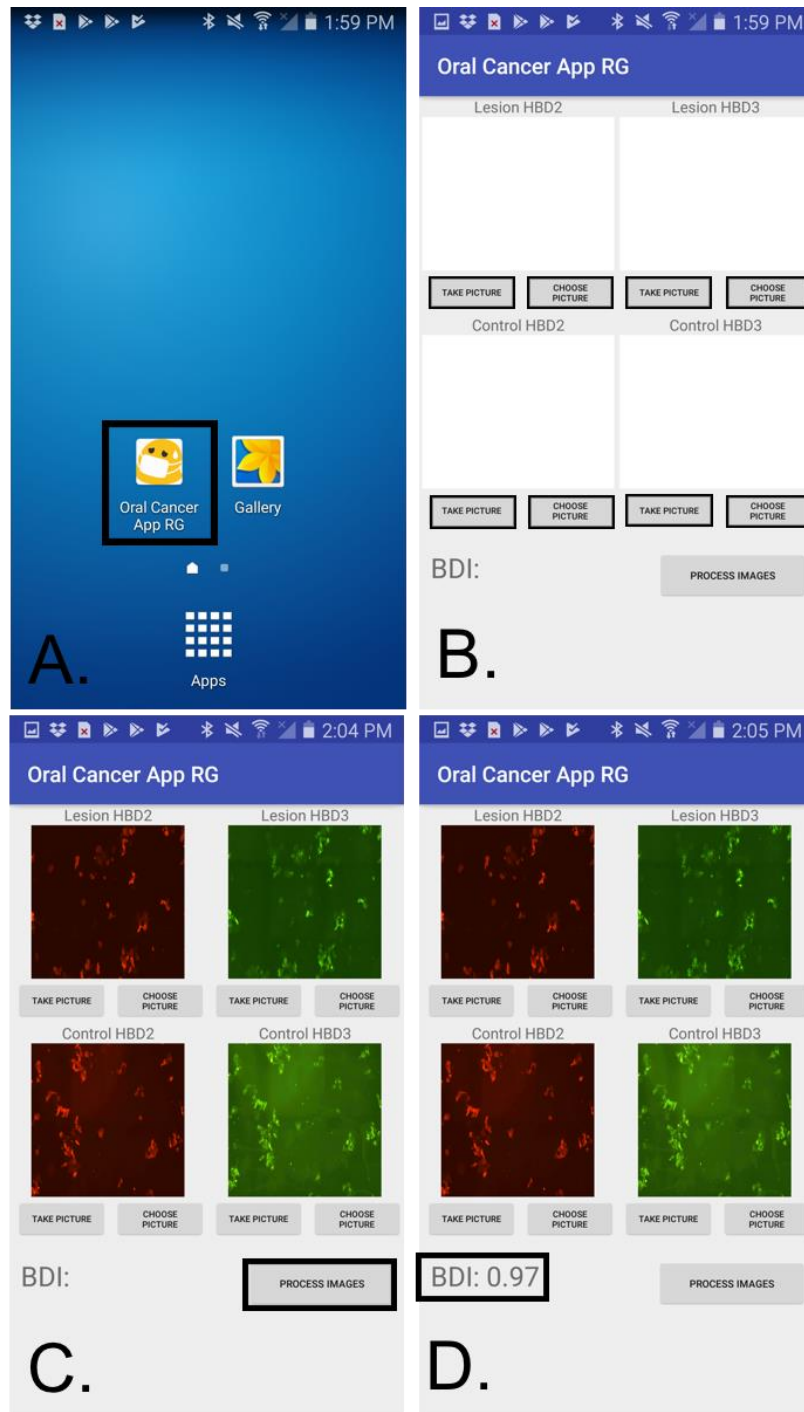 1:59 PM
Oral Cancer
App RG
Gallery
Apps
A.
1:59 PM
Oral Cancer App RG
Lesion HBD2
Lesion HBD3
TAKE PICTURE
CHOOSE
PICTURE
TAKE PICTURE
CHOOSE
PICTURE
Control HBD2
Control HBD3
TAKE PICTURE
CHOOSE
PICTURE
TAKE PICTURE
CHOOSE
PICTURE
BDI:
PROCESS IMAGES
B.
2:04 PM
Oral Cancer App RG
Lesion HBD2
Lesion HBD3
TAKE PICTURE
CHOOSE
PICTURE
TAKE PICTURE
CHOOSE
PICTURE
Control HBD2
Control HBD3
TAKE PICTURE
CHOOSE
PICTURE
TAKE PICTURE
CHOOSE
PICTURE
BDI:
PROCESS IMAGES
C.
2:05 PM
Oral Cancer App RG
Lesion HBD2
Lesion HBD3
TAKE PICTURE
CHOOSE
PICTURE
TAKE PICTURE
CHOOSE
PICTURE
Control HBD2
Control HBD3
TAKE PICTURE
CHOOSE
PICTURE
TAKE PICTURE
CHOOSE
PICTURE
BDI: 0.97
PROCESS IMAGES
D.